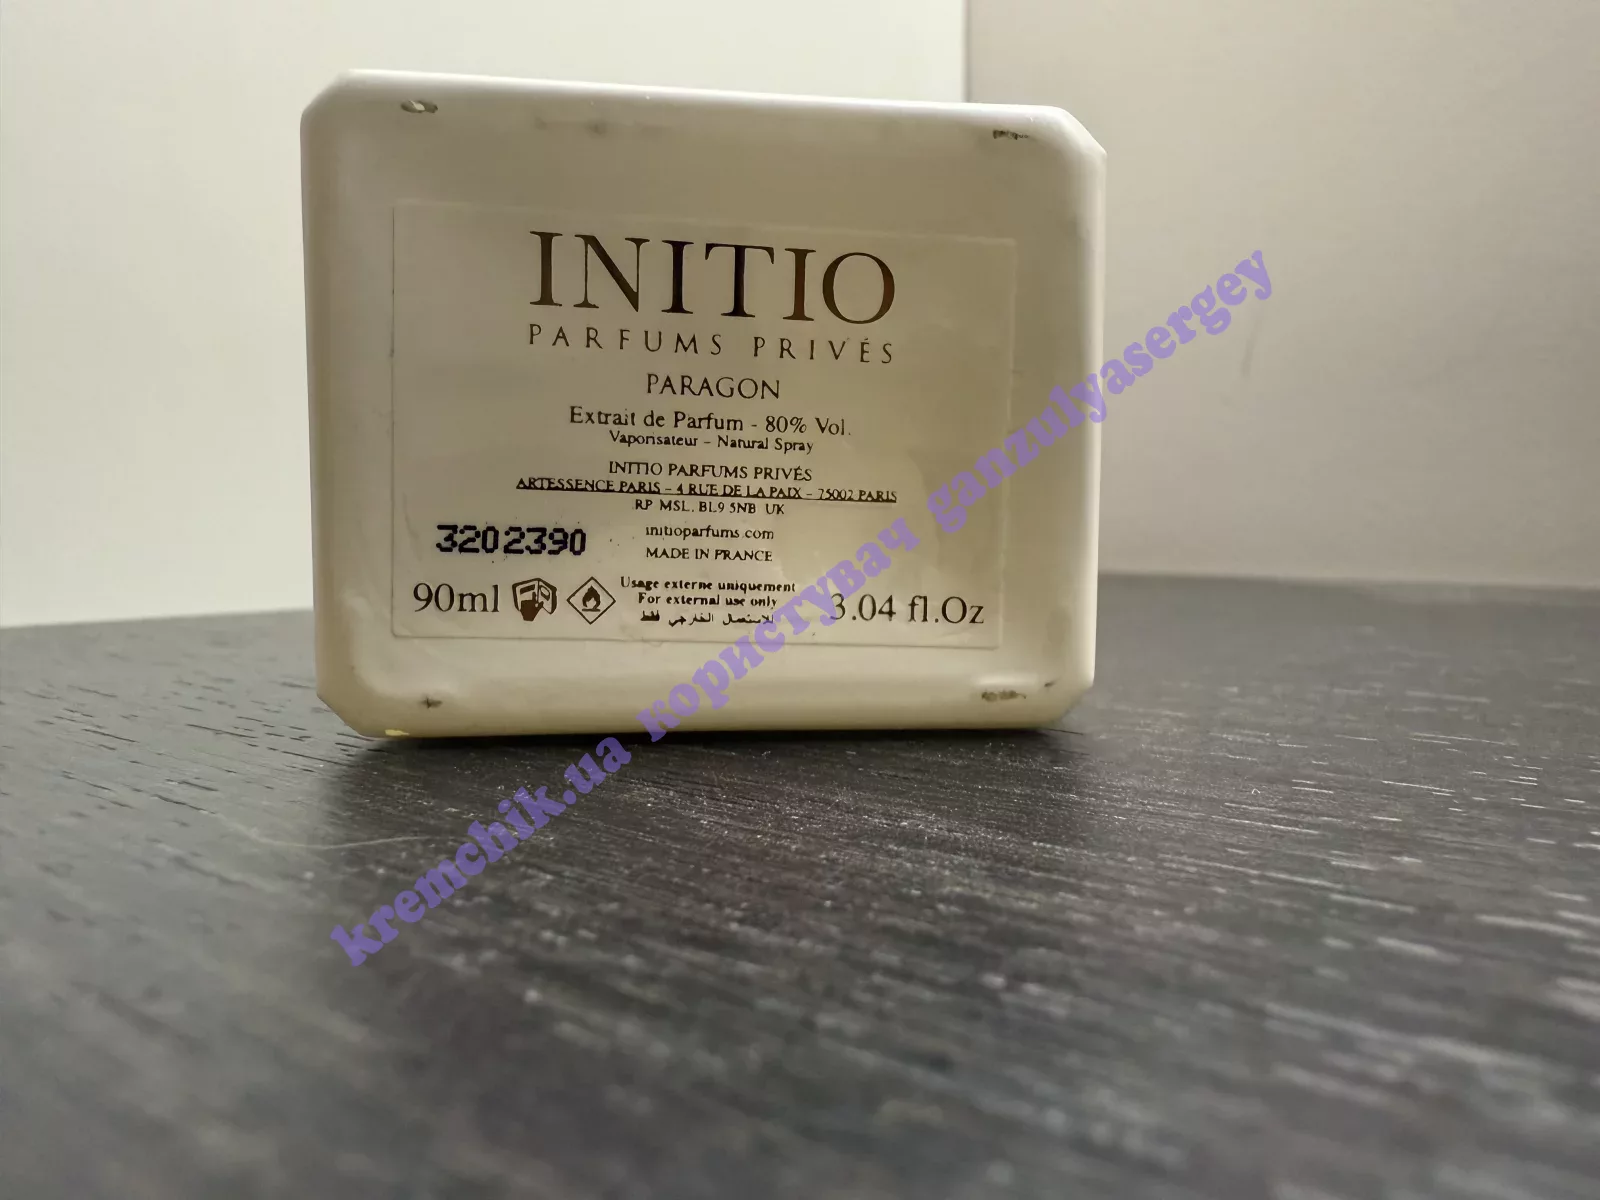 INITIO
PARFUMS PRIVÉS
PARAGON
Extrait de Parfum - 80% Vol.
Vaporisateur - Natural Spray
INITIO PARFUMS PRIVÉS
ARTESSENCE PARIS - 4 RUE DE LA PAIX - 75002 PARIS
RP MSL. BL9 5NB UK
initioparfums.com
MADE IN FRANCE
3202390
90ml
Usage externe uniquement
For external use only
للاستعمال الخارجي فقط
3.04 fl.Oz
kremchik.ua користувач ganzulyasergey